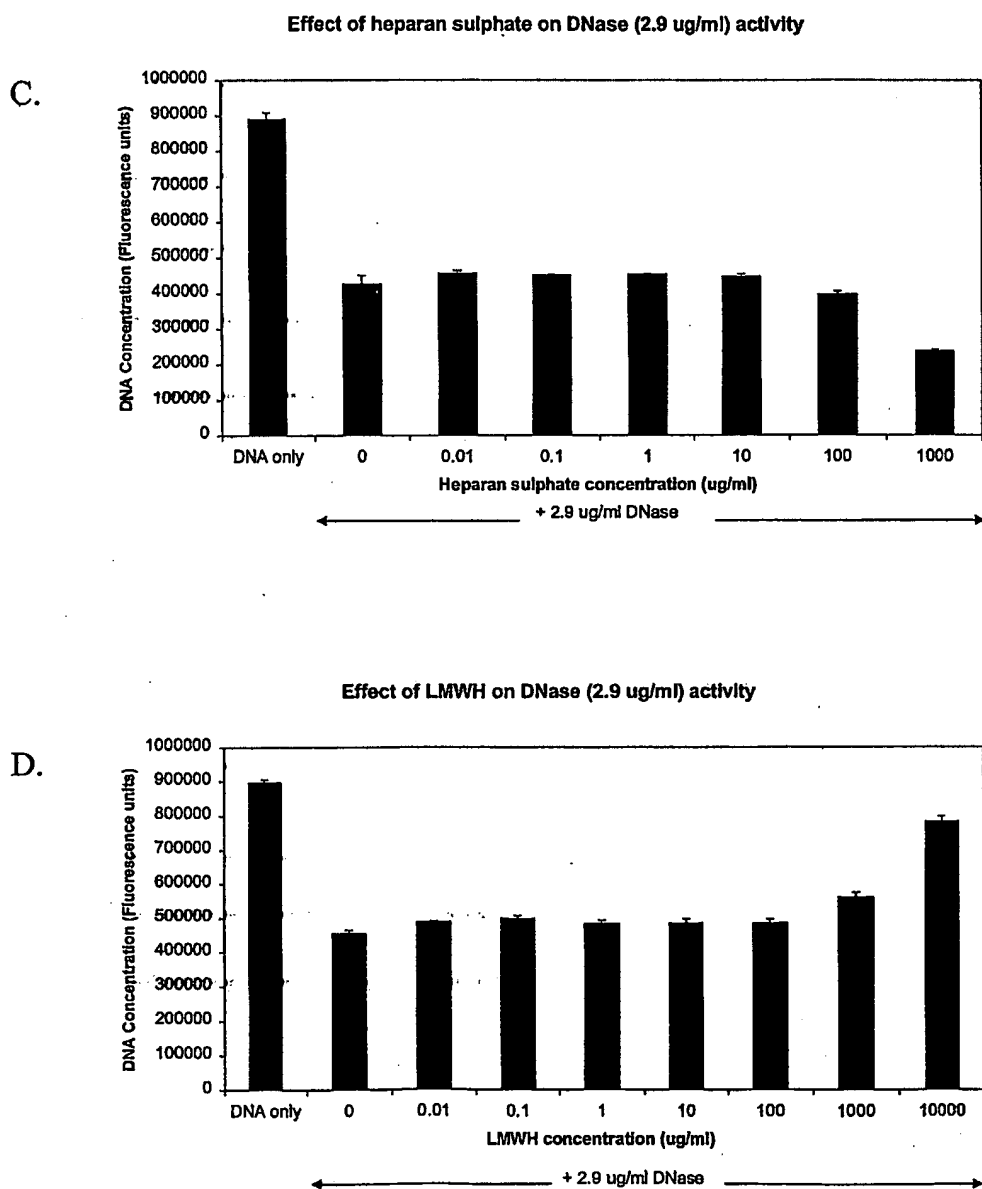 Effect of heparan sulphate on DNase (2.9 ug/ml) activity
C.
DNA Concentration (Fluorescence units)
1000000
900000
800000
700000
600000
500000
400000
300000
200000
100000
0
DNA only 0 0.01 0.1 1 10 100 1000
Heparan sulphate concentration (ug/ml)
+ 2.9 ug/ml DNase
Effect of LMWH on DNase (2.9 ug/ml) activity
D.
DNA Concentration (Fluorescence units)
1000000
900000
800000
700000
600000
500000
400000
300000
200000
100000
0
DNA only 0 0.01 0.1 1 10 100 1000 10000
LMWH concentration (ug/ml)
+ 2.9 ug/ml DNase